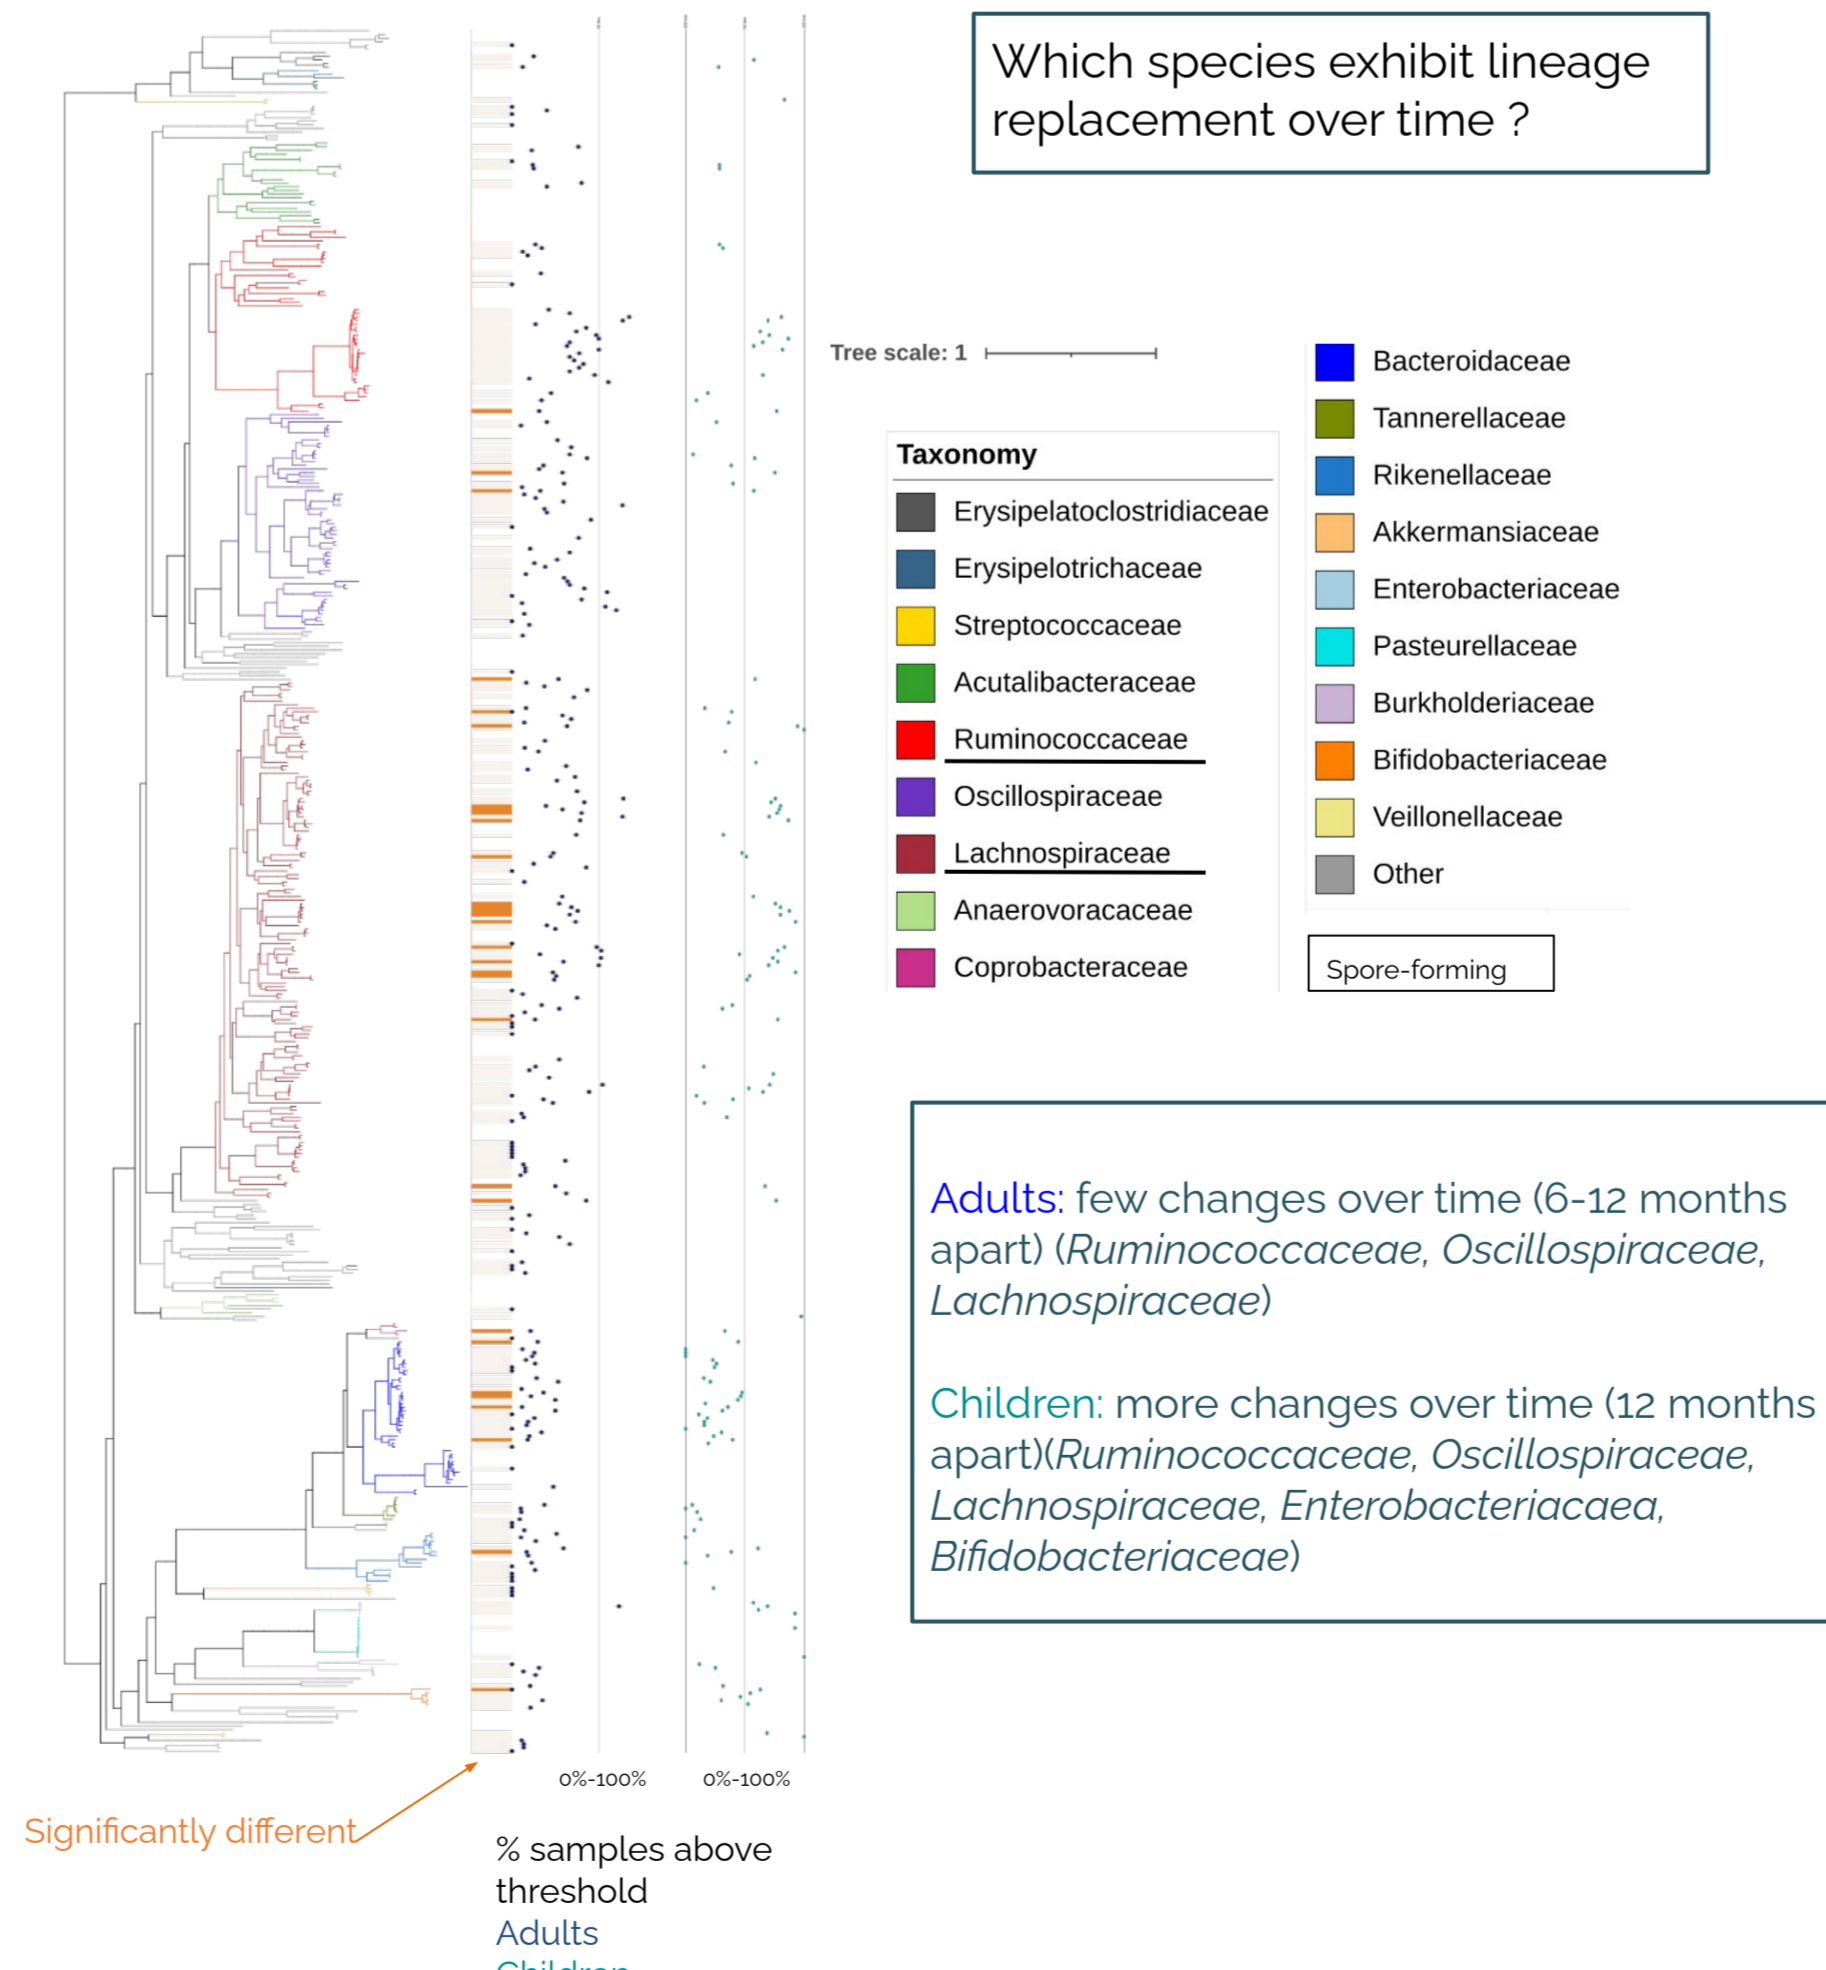 Which species exhibit lineage
replacement over time ?
Tree scale: 1
Taxonomy
Erysipelatoclostridiaceae
Erysipelotrichaceae
Streptococcaceae
Acutalibacteraceae
Ruminococcaceae
Oscillospiraceae
Lachnospiraceae
Anaerovoracaceae
Coprobacteraceae
Bacteroidaceae
Tannerellaceae
Rikenellaceae
Akkermansiaceae
Enterobacteriaceae
Pasteurellaceae
Burkholderiaceae
Bifidobacteriaceae
Veillonellaceae
Other
Spore-forming
Adults: few changes over time (6-12 months
apart) (Ruminococcaceae, Oscillospiraceae,
Lachnospiraceae)
Children: more changes over time (12 months
apart)(Ruminococcaceae, Oscillospiraceae,
Lachnospiraceae, Enterobacteriacaea,
Bifidobacteriaceae)
0%-100%
0%-100%
Significantly different
% samples above
threshold
Adults
Children